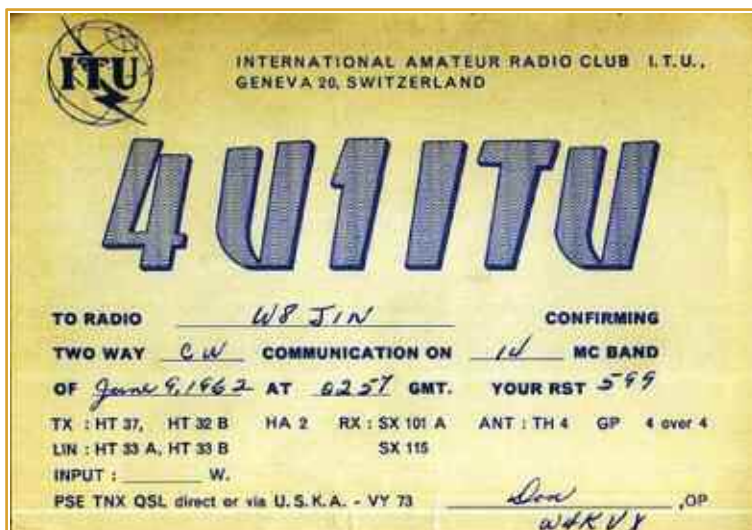 ITU
INTERNATIONAL AMATEUR RADIO CLUB I.T.U.,
GENEVA 20, SWITZERLAND
4U1ITU
TO RADIO W8JIN CONFIRMING
TWO WAY CW COMMUNICATION ON 14 MC BAND
OF June 9, 1962 AT 0257 GMT. YOUR RST 599
TX : HT 37, HT 32 B HA 2 RX : SX 101 A ANT : TH 4 GP 4 over 4
LIN : HT 33 A, HT 33 B SX 115
INPUT : ________ W.
PSE TNX QSL direct or via U.S.K.A. - VY 73 Don ,OP
W4KVX